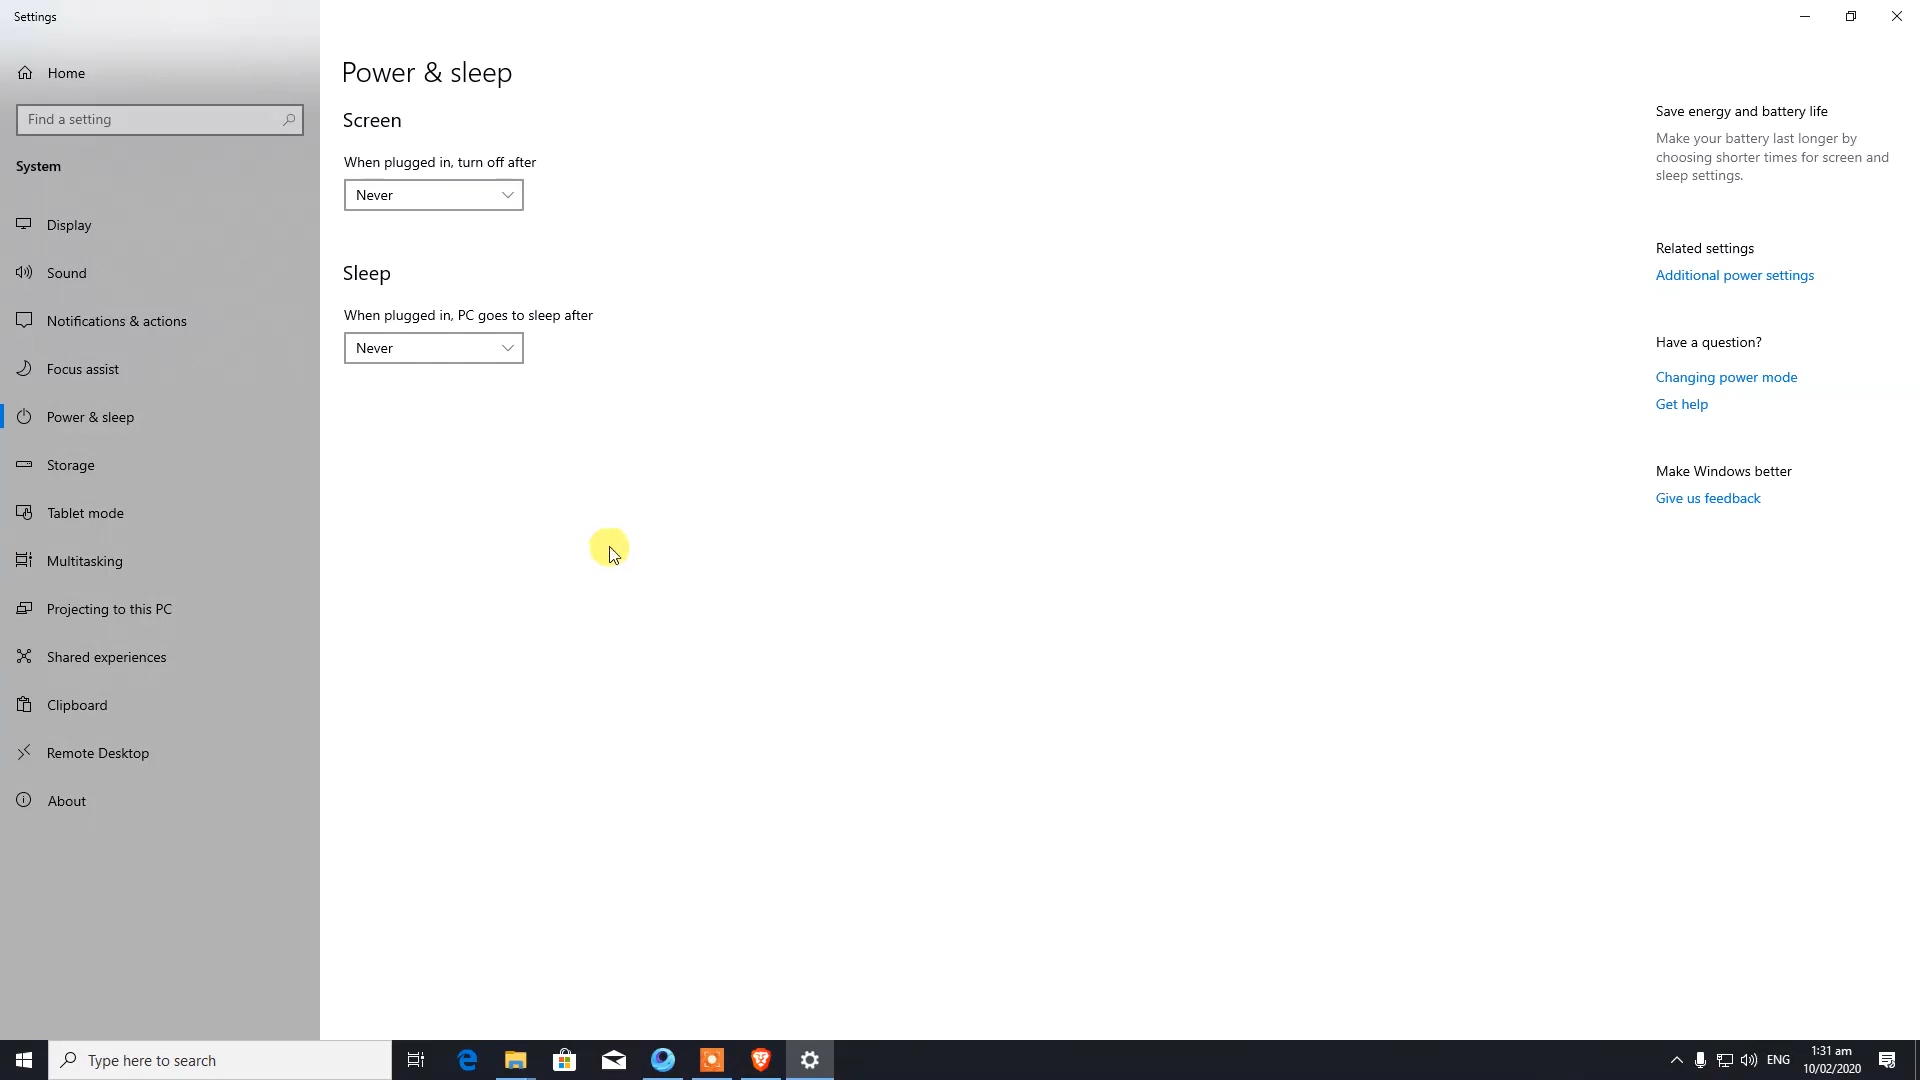 Settings
Home
Find a setting
System
Display
Sound
Notifications & actions
Focus assist
Power & sleep
Storage
Tablet mode
Multitasking
Projecting to this PC
Shared experiences
Clipboard
Remote Desktop
About
Power & sleep
Screen
When plugged in, turn off after
Never
Sleep
When plugged in, PC goes to sleep after
Never
Save energy and battery life
Make your battery last longer by
choosing shorter times for screen and
sleep settings.
Related settings
Additional power settings
Have a question?
Changing power mode
Get help
Make Windows better
Give us feedback
Type here to search
ENG
1:31 am
10/02/2020